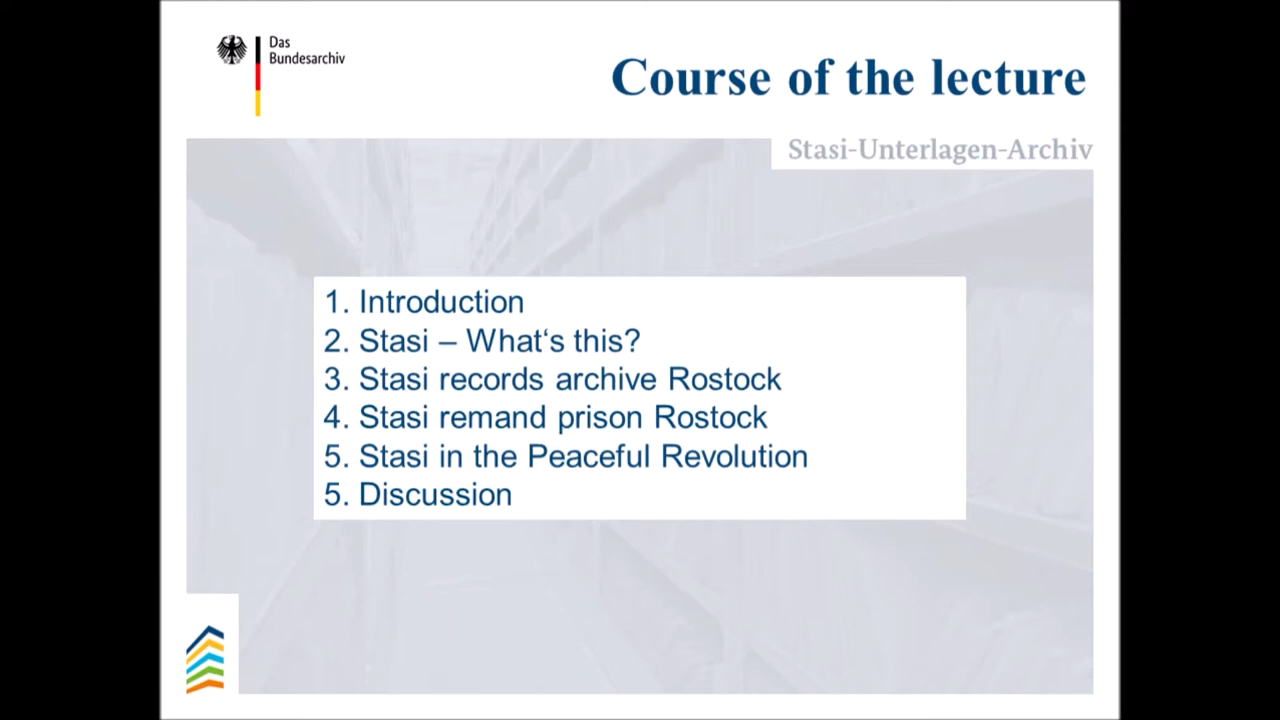 Das
Bundesarchiv
Course of the lecture
Stasi-Unterlagen-Archiv
1. Introduction
2. Stasi – What‘s this?
3. Stasi records archive Rostock
4. Stasi remand prison Rostock
5. Stasi in the Peaceful Revolution
5. Discussion